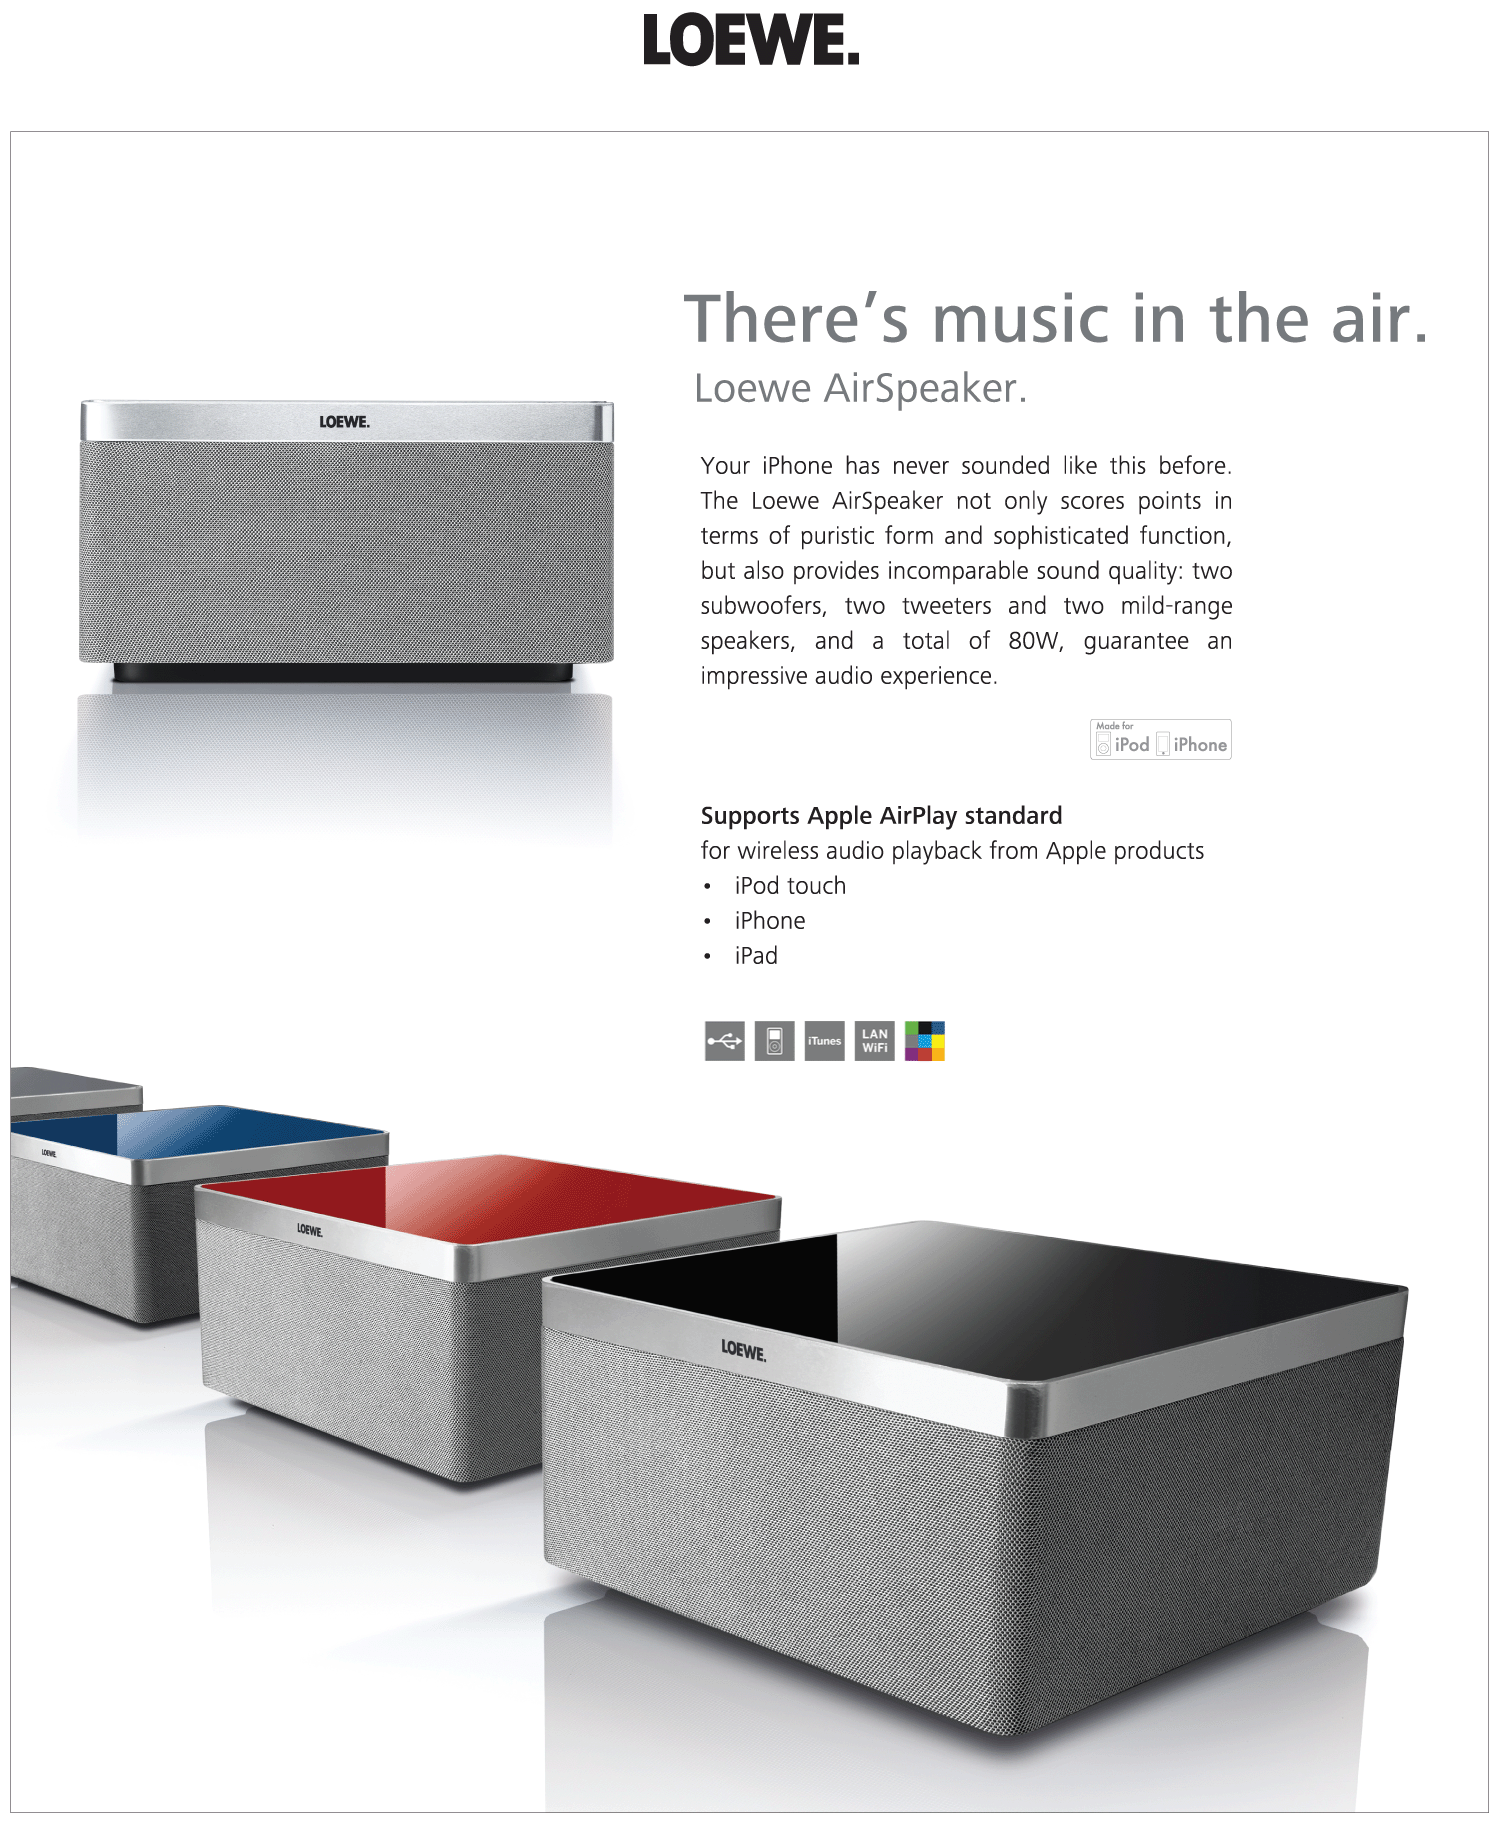 LOEWE.
There's music in the air.
Loewe AirSpeaker.
LOEWE.
Your iPhone has never sounded like this before.
The Loewe AirSpeaker not only scores points in
terms of puristic form and sophisticated function,
but also provides incomparable sound quality: two
subwoofers, two tweeters and two mild-range
speakers, and a total of 80W, guarantee an
impressive audio experience.
Made for
iPod iPhone
Supports Apple AirPlay standard
for wireless audio playback from Apple products
• iPod touch
• iPhone
• iPad
iTunes
LAN
WiFi
LOEWE.
LOEWE.
LOEWE.